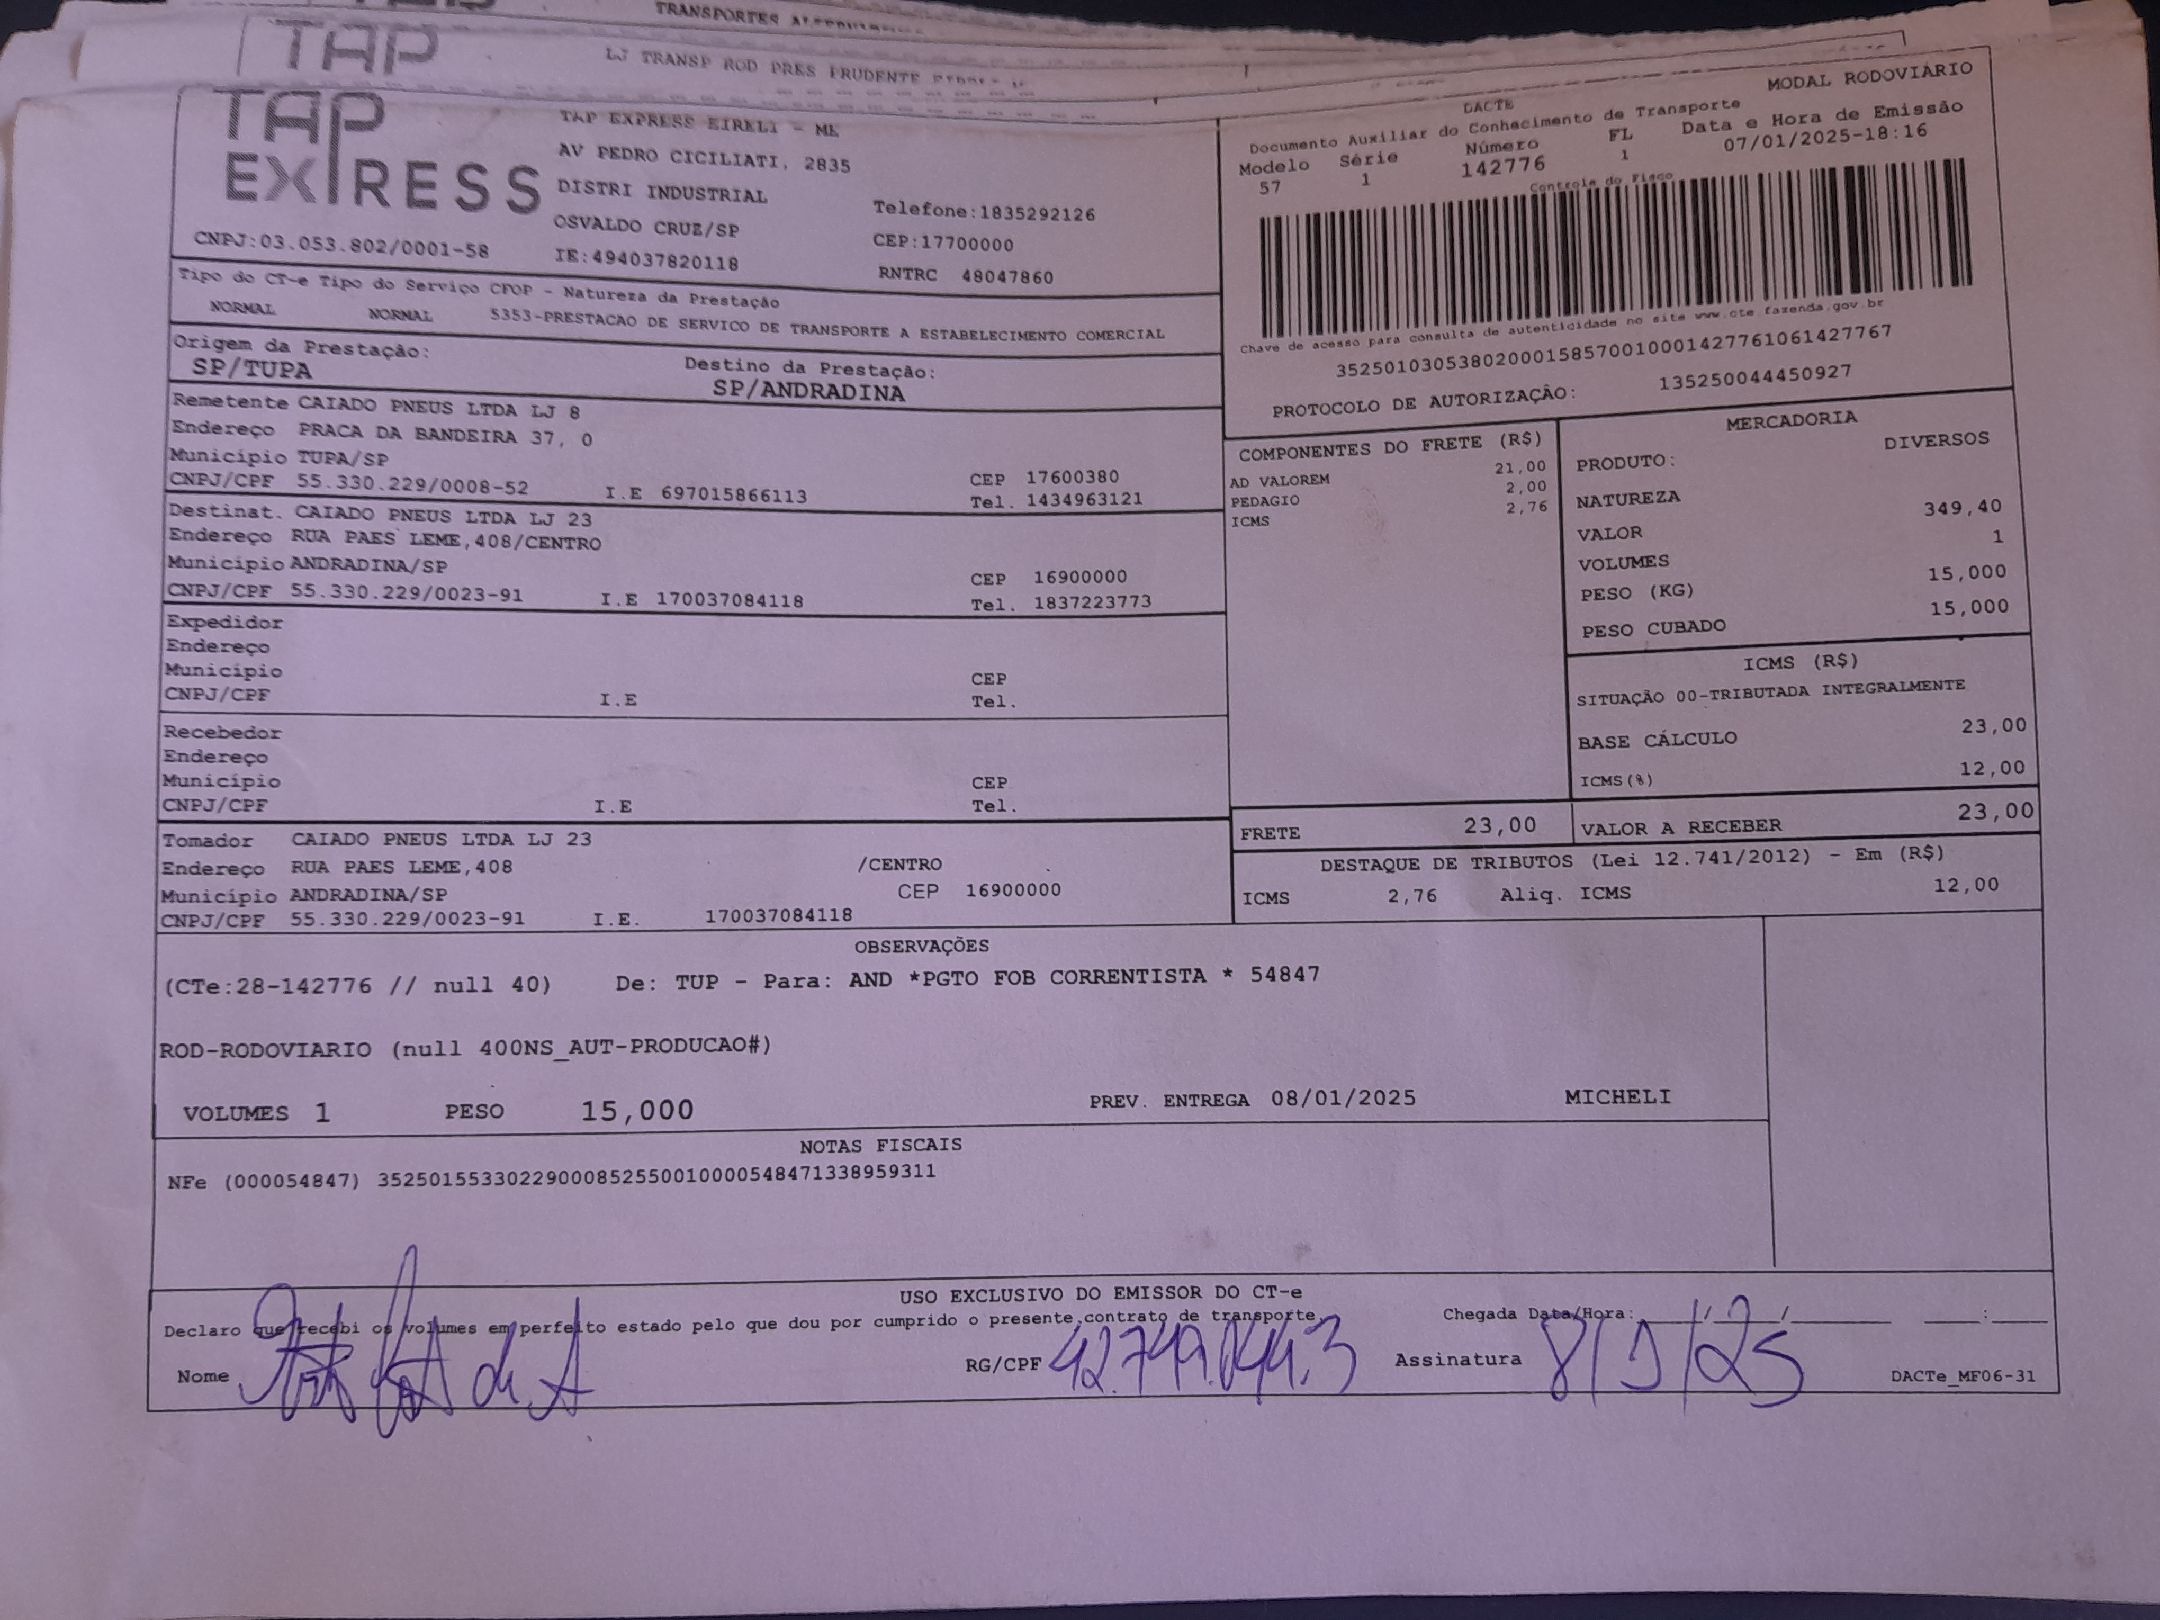 TRANSPORTES
TAP
LJ TRANSP ROD PRES PRUDENTE
TAP
EXPRESS
TAP EXPRESS EIRELI - ME
AV PEDRO CICILIATI, 2835
DISTRI INDUSTRIAL
OSVALDO CRUZ/SP
Telefone:1835292126
CNPJ:03.053.802/0001-58
IE:494037820118
CEP:17700000
RNTRC 48047860
MODAL RODOVIÁRIO
DACTE
Documento Auxiliar do Conhecimento de Transporte
Modelo Série Número FL Data e Hora de Emissão
57 1 142776 1 07/01/2025-18:16
Controle do Fisco
Chave de acesso para consulta de autenticidade no site www.cte fazenda.gov.br
35250103053802000158570010001427761061427767
PROTOCOLO DE AUTORIZAÇÃO: 135250044450927
Tipo do CT-e Tipo do Serviço CFOP - Natureza da Prestação
NORMAL NORMAL 5353-PRESTACAO DE SERVICO DE TRANSPORTE A ESTABELECIMENTO COMERCIAL
Origem da Prestação: Destino da Prestação:
SP/TUPA SP/ANDRADINA
Remetente CAIADO PNEUS LTDA LJ 8
Endereço PRACA DA BANDEIRA 37, 0
Município TUPA/SP CEP 17600380
CNPJ/CPF 55.330.229/0008-52 I.E 697015866113 Tel. 1434963121
Destinat. CAIADO PNEUS LTDA LJ 23
Endereço RUA PAES LEME,408/CENTRO
Município ANDRADINA/SP CEP 16900000
CNPJ/CPF 55.330.229/0023-91 I.E 170037084118 Tel. 1837223773
Expedidor
Endereço
Município CEP
CNPJ/CPF I.E Tel.
Recebedor
Endereço
Município CEP
CNPJ/CPF I.E Tel.
Tomador CAIADO PNEUS LTDA LJ 23
Endereço RUA PAES LEME,408 /CENTRO
Município ANDRADINA/SP CEP 16900000
CNPJ/CPF 55.330.229/0023-91 I.E. 170037084118
COMPONENTES DO FRETE (R$)
AD VALOREM 21,00
PEDAGIO 2,00
ICMS 2,76
MERCADORIA
PRODUTO: DIVERSOS
NATUREZA
VALOR 349,40
VOLUMES 1
PESO (KG) 15,000
PESO CUBADO 15,000
ICMS (R$)
SITUAÇÃO 00-TRIBUTADA INTEGRALMENTE
BASE CÁLCULO 23,00
ICMS(%) 12,00
FRETE 23,00 VALOR A RECEBER 23,00
DESTAQUE DE TRIBUTOS (Lei 12.741/2012) - Em (R$)
ICMS 2,76 Aliq. ICMS 12,00
OBSERVAÇÕES
(CTe:28-142776 // null 40) De: TUP - Para: AND *PGTO FOB CORRENTISTA * 54847
ROD-RODOVIARIO (null 400NS_AUT-PRODUCAO#)
VOLUMES 1 PESO 15,000 PREV. ENTREGA 08/01/2025 MICHELI
NOTAS FISCAIS
NFe (000054847) 35250155330229000852550010000548471338959311
USO EXCLUSIVO DO EMISSOR DO CT-e
Declaro que recebi os volumes em perfeito estado pelo que dou por cumprido o presente contrato de transporte
Chegada Data/Hora:____/____/____ ___:___
Nome RG/CPF Assinatura 8/1/25
DACTe_MF06-31